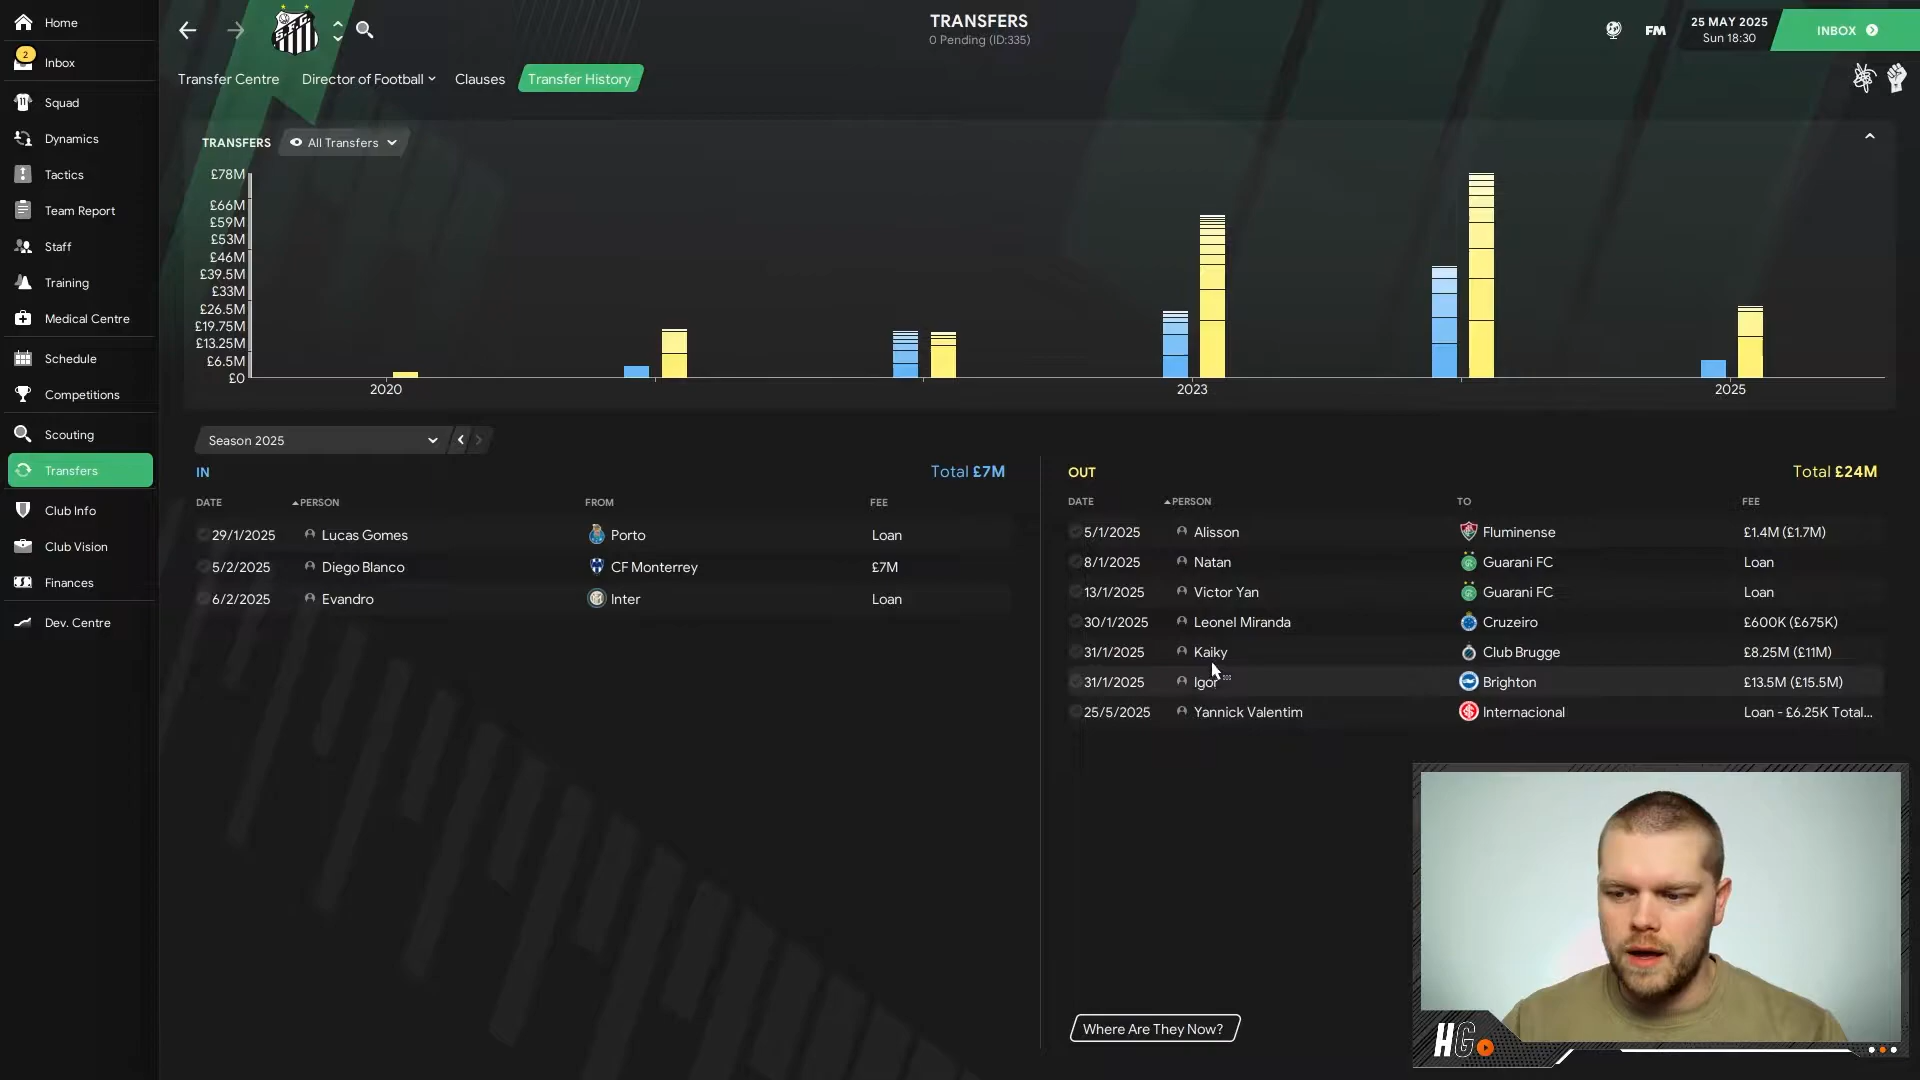 Home
2
Inbox
Squad
Dynamics
Tactics
Team Report
Staff
Training
Medical Centre
Schedule
Competitions
Scouting
Transfers
Club Info
Club Vision
Finances
Dev. Centre
TRANSFERS
0 Pending (ID:335)
FM
25 MAY 2025
Sun 18:30
INBOX
Transfer Centre
Director of Football
Clauses
Transfer History
TRANSFERS
All Transfers
£78M
£66M
£59M
£53M
£46M
£39.5M
£33M
£26.5M
£19.75M
£13.25M
£6.5M
£0
2020 2023 2025
Season 2025
IN Total £7M
DATE PERSON FROM FEE
29/1/2025 Lucas Gomes Porto Loan
5/2/2025 Diego Blanco CF Monterrey £7M
6/2/2025 Evandro Inter Loan
OUT Total £24M
DATE PERSON TO FEE
5/1/2025 Alisson Fluminense £1.4M (£1.7M)
8/1/2025 Natan Guarani FC Loan
13/1/2025 Victor Yan Guarani FC Loan
30/1/2025 Leonel Miranda Cruzeiro £600K (£675K)
31/1/2025 Kaiky Club Brugge £8.25M (£11M)
31/1/2025 Igor Brighton £13.5M (£15.5M)
25/5/2025 Yannick Valentim Internacional Loan - £6.25K Total...
Where Are They Now?
HG